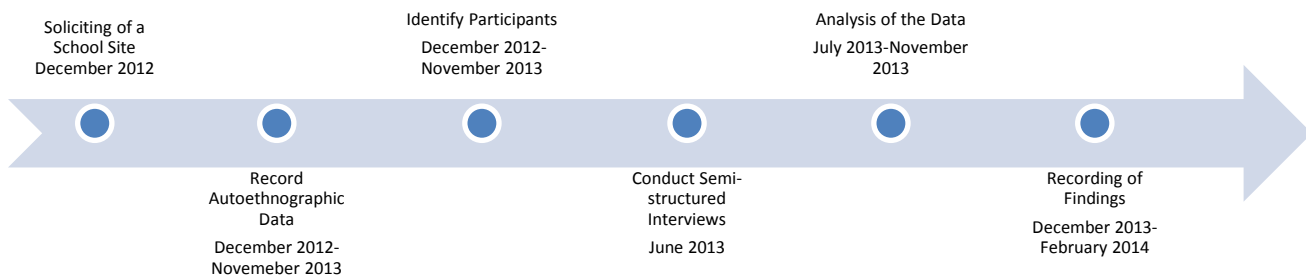 Soliciting of a
School Site
December 2012
Record
Autoethnographic
Data
December 2012-
Novemeber 2013
Identify Participants
December 2012-
November 2013
Conduct Semi-
structured
Interviews
June 2013
Analysis of the Data
July 2013-November
2013
Recording of
Findings
December 2013-
February 2014